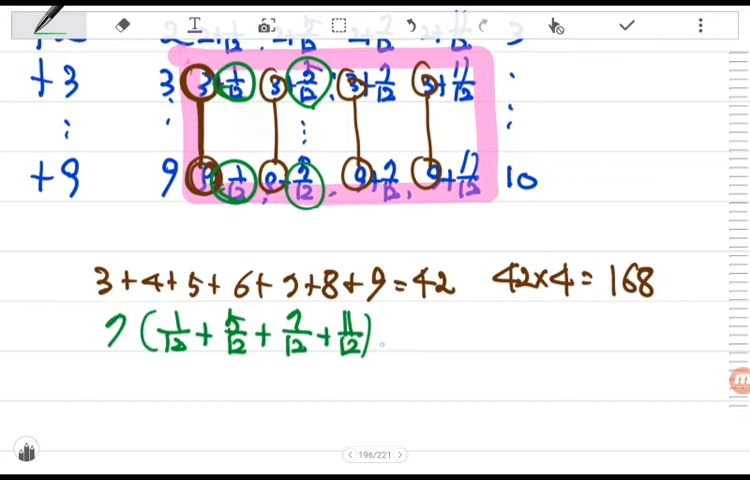 +3 3 3+1/12 3+5/12 ; 3+7/12 3+11/12 .
⋮ ⋮ ⋮ ⋮
+9 9 9+1/12 , 9+5/12 , 9+7/12 , 9+11/12 10
3+4+5+6+7+8+9=42 42×4=168
7(1/12+5/12+7/12+11/12)
196/221